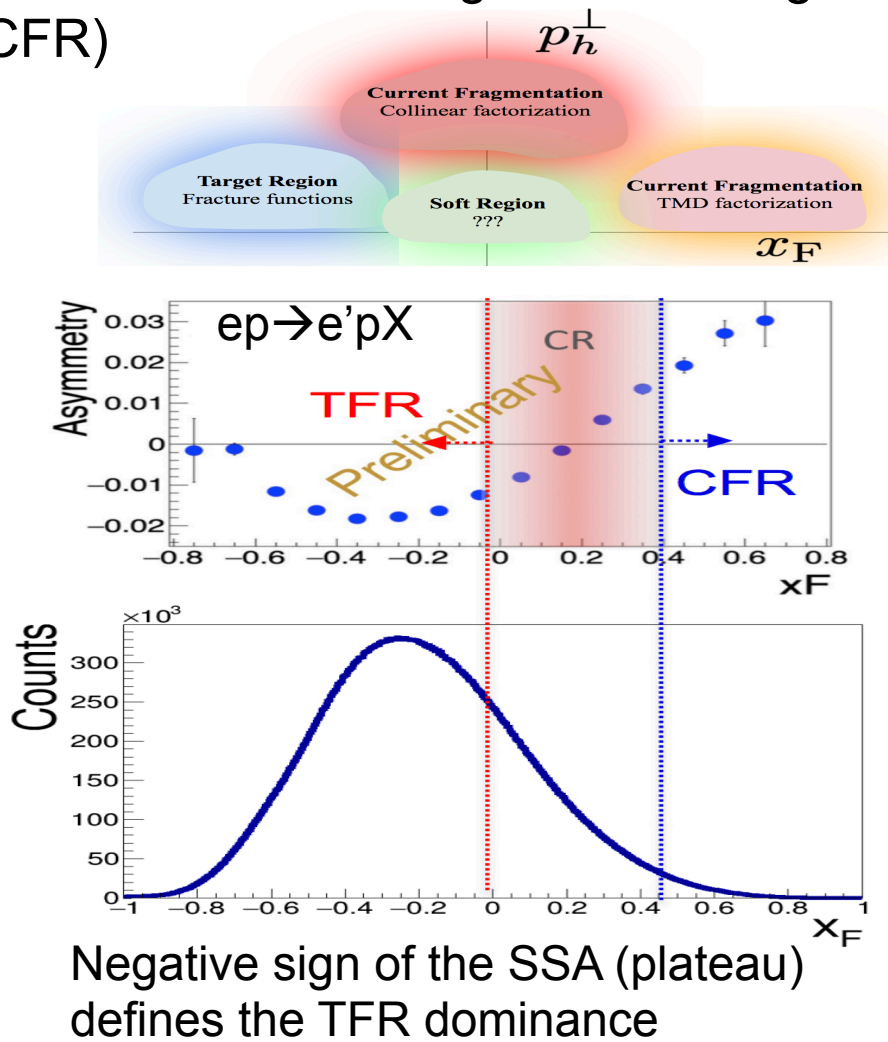 CFR)
p_h^⊥
Current Fragmentation
Collinear factorization
Target Region
Fracture functions
Soft Region
???
Current Fragmentation
TMD factorization
x_F
Asymmetry
ep→e'pX
CR
TFR
Preliminary
CFR
0.03
0.02
0.01
0
−0.01
−0.02
−0.8 −0.6 −0.4 −0.2 0 0.2 0.4 0.6 0.8
xF
×10³
Counts
300
250
200
150
100
50
0
−1 −0.8 −0.6 −0.4 −0.2 0 0.2 0.4 0.6 0.8 1
x_F
Negative sign of the SSA (plateau)
defines the TFR dominance